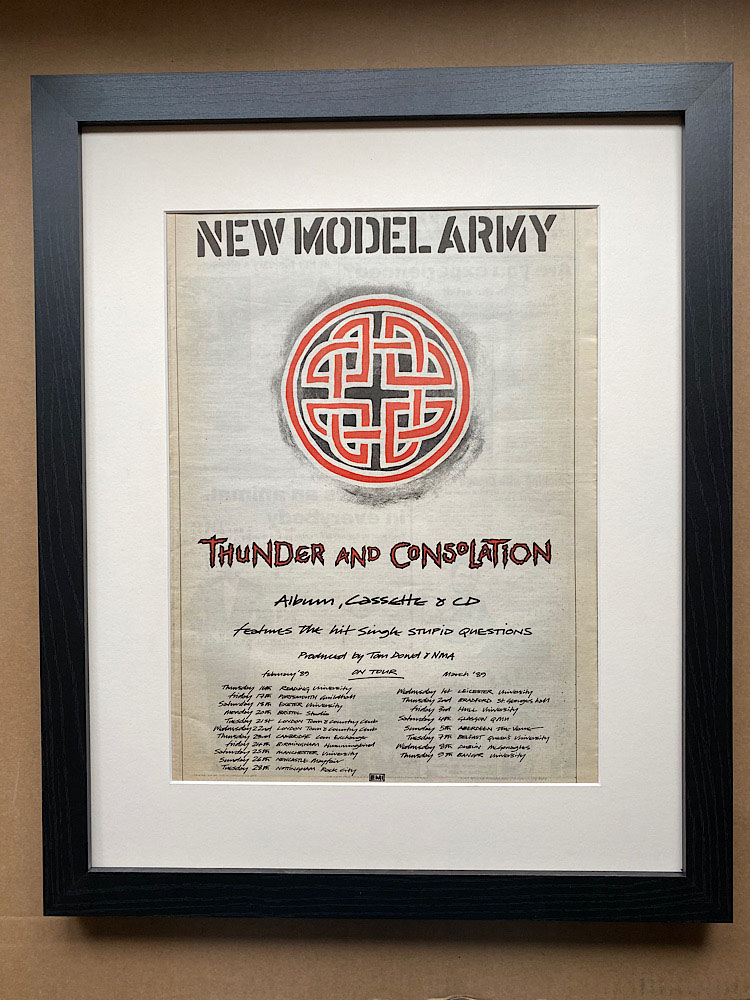 NEW MODEL ARMY
THUNDER AND CONSOLATION
Album, Cassette & CD
features the hit single STUPID QUESTIONS
Produced by Tom Dowd & NMA
february '89 ON TOUR March '89
Thursday 16th READING University
friday 17th PORTSMOUTH Guildhall
Saturday 18th EXETER University
Monday 20th BRISTOL Studio
Tuesday 21st LONDON Town & Country Club
Wednesday 22nd LONDON Town & Country Club
Thursday 23rd CAMBRIDGE Corn Exchange
friday 24th BIRMINGHAM Hummingbird
Saturday 25th MANCHESTER University
Sunday 26th NEWCASTLE Mayfair
Tuesday 28th NOTTINGHAM Rock City
Wednesday 1st LEICESTER University
Thursday 2nd BRADFORD St Georges Hall
friday 3rd HULL University
Saturday 4th GLASGOW QMU
Sunday 5th ABERDEEN The Venue
Tuesday 7th BELFAST Queens University
Wednesday 8th DUBLIN McGonagles
Thursday 9th BANGOR University
EMI